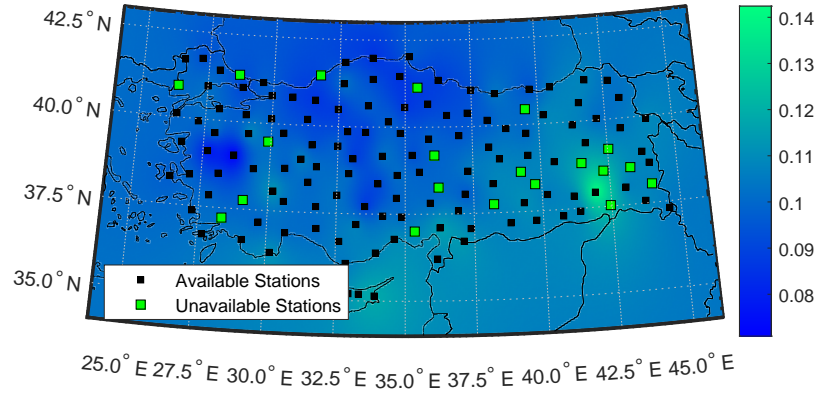 42.5° N
40.0° N
37.5° N
35.0° N
Available Stations
Unavailable Stations
25.0° E 27.5° E 30.0° E 32.5° E 35.0° E 37.5° E 40.0° E 42.5° E 45.0° E
0.14
0.13
0.12
0.11
0.1
0.09
0.08